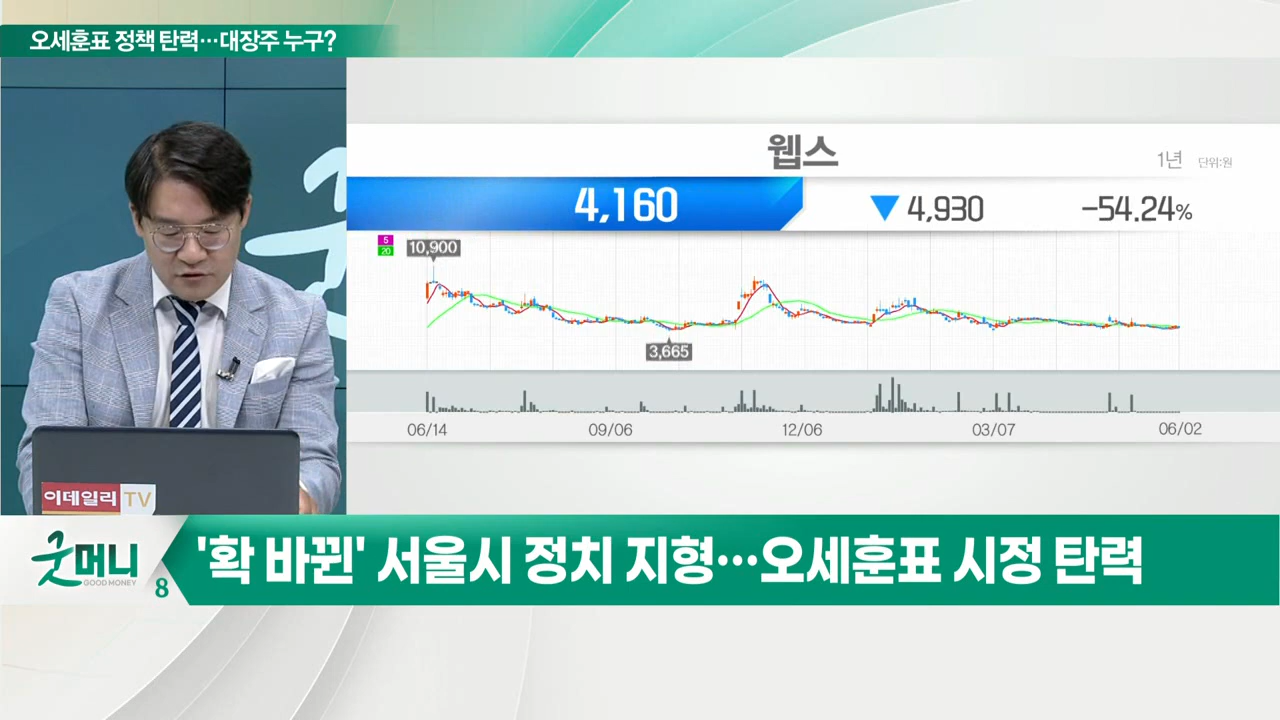 오세훈표 정책 탄력…대장주 누구?
웹스
1년 단위:원
4,160 ▼ 4,930 -54.24%
5
20
10,900
3,665
06/14 09/06 12/06 03/07 06/02
이데일리 TV
굿머니
GOOD MONEY
8
'확 바뀐' 서울시 정치 지형…오세훈표 시정 탄력